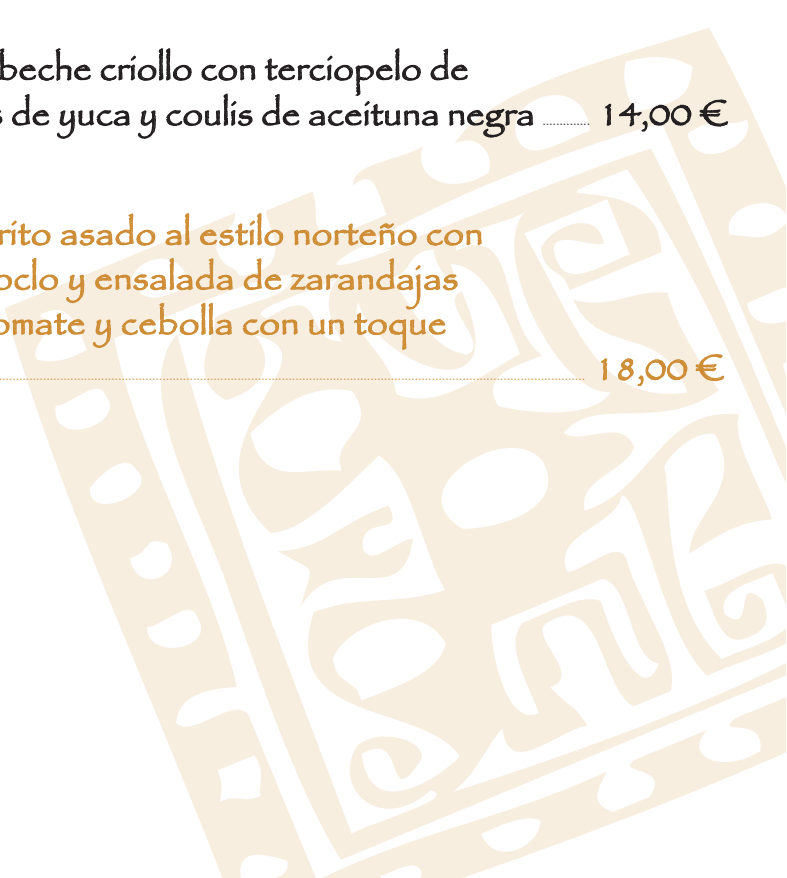 beche criollo con terciopelo de
s de yuca y coulis de aceituna negra ............... 14,00 €
rito asado al estilo norteño con
oclo y ensalada de zarandajas
omate y cebolla con un toque
18,00 €